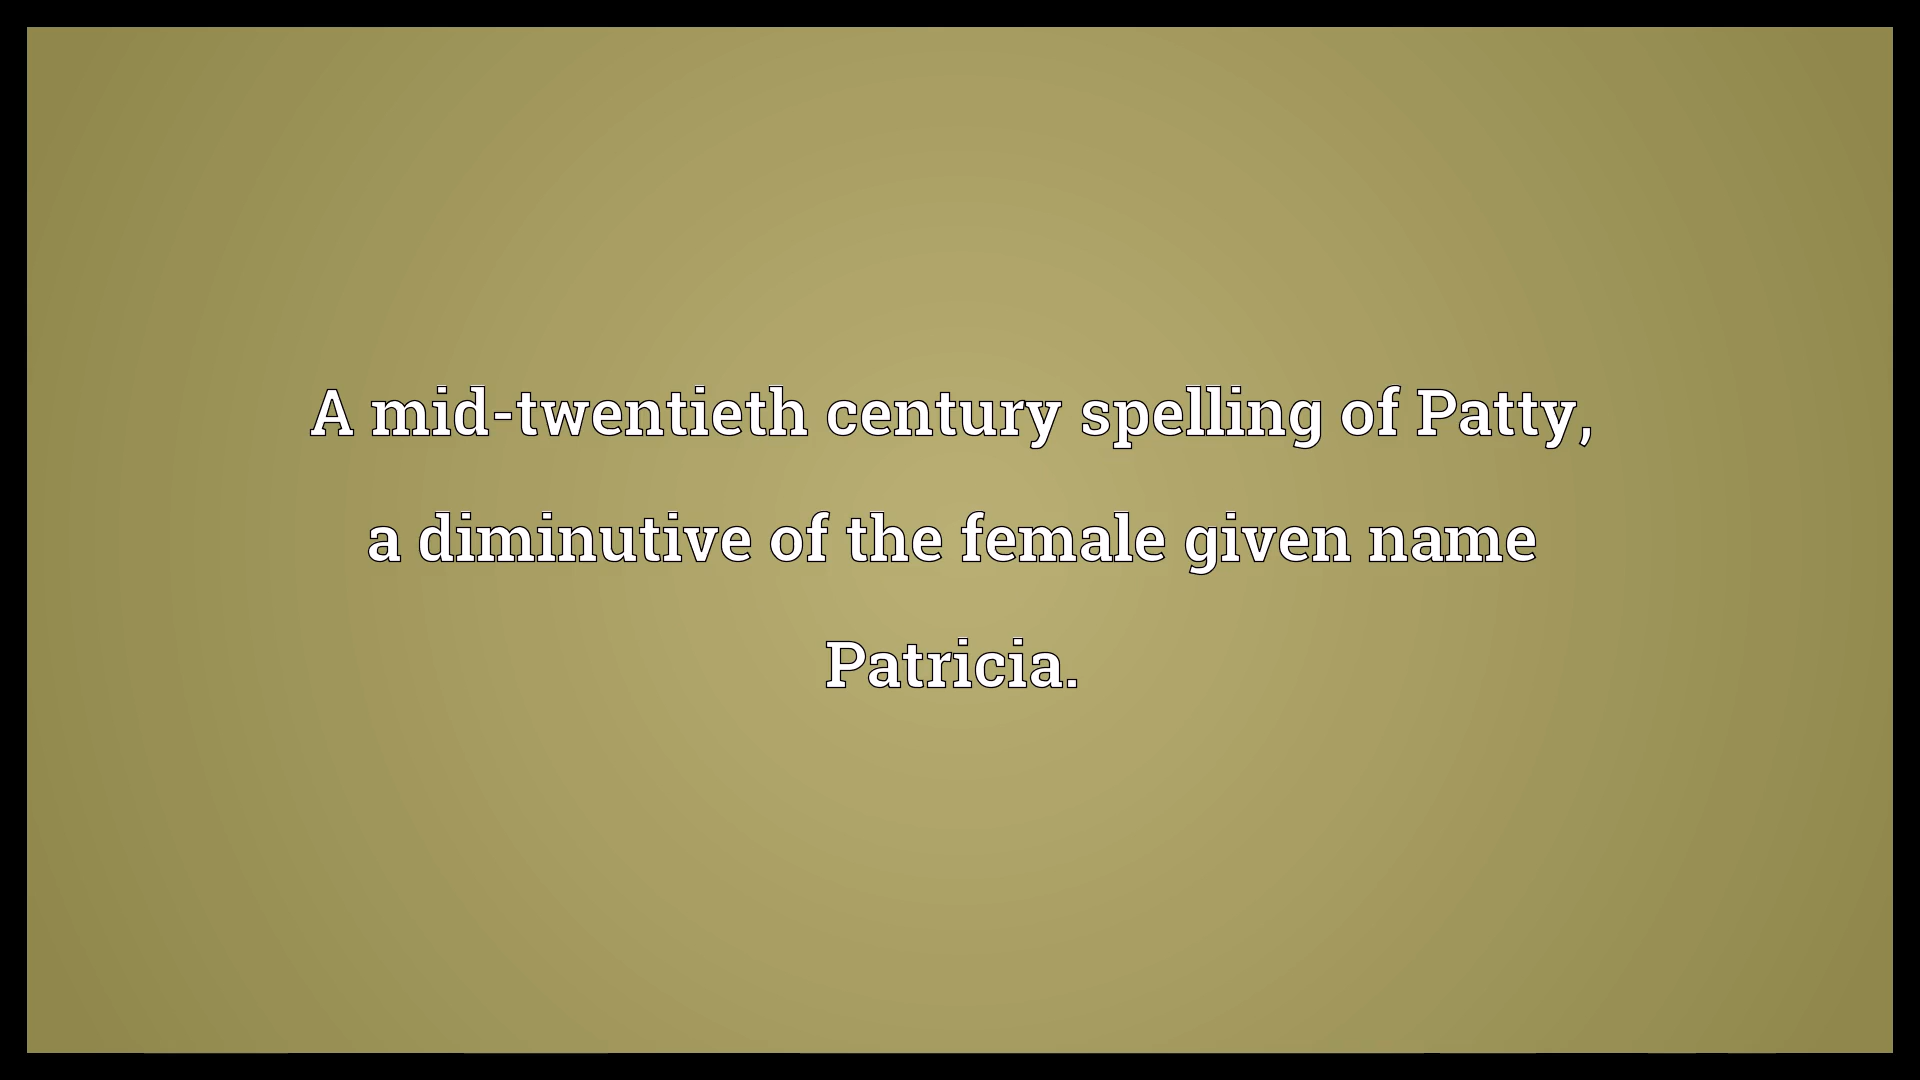 A mid-twentieth century spelling of Patty,
a diminutive of the female given name
Patricia.